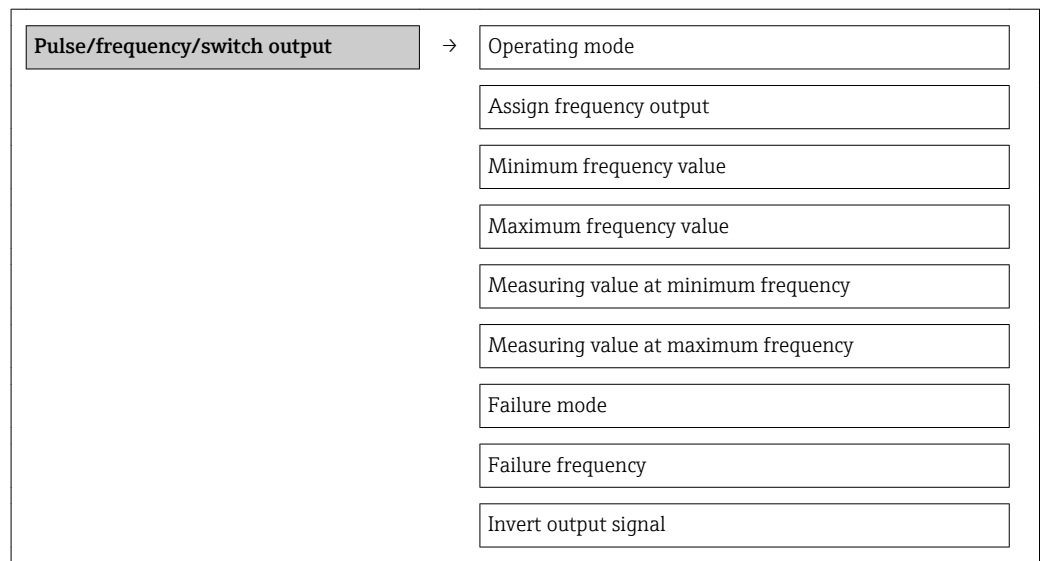 Pulse/frequency/switch output → Operating mode
Assign frequency output
Minimum frequency value
Maximum frequency value
Measuring value at minimum frequency
Measuring value at maximum frequency
Failure mode
Failure frequency
Invert output signal